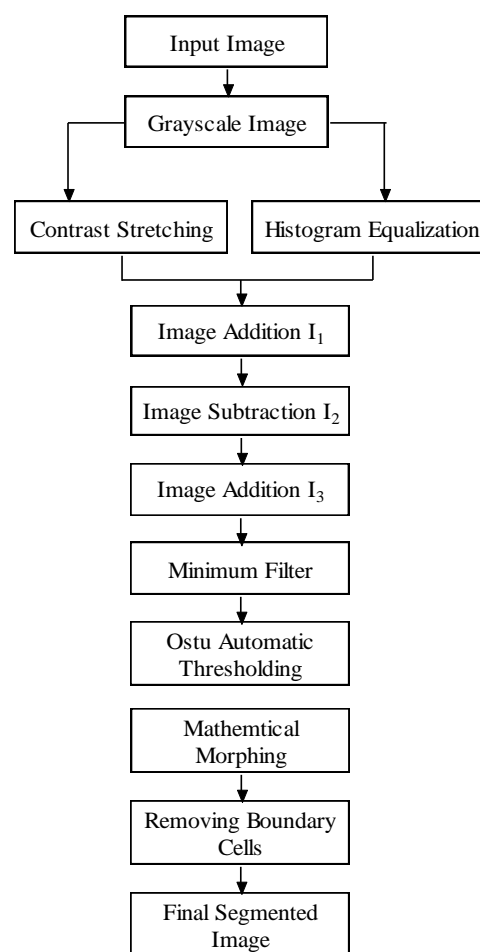 Input Image
Grayscale Image
Contrast Stretching
Histogram Equalization
Image Addition I₁
Image Subtraction I₂
Image Addition I₃
Minimum Filter
Ostu Automatic
Thresholding
Mathemtical
Morphing
Removing Boundary
Cells
Final Segmented
Image